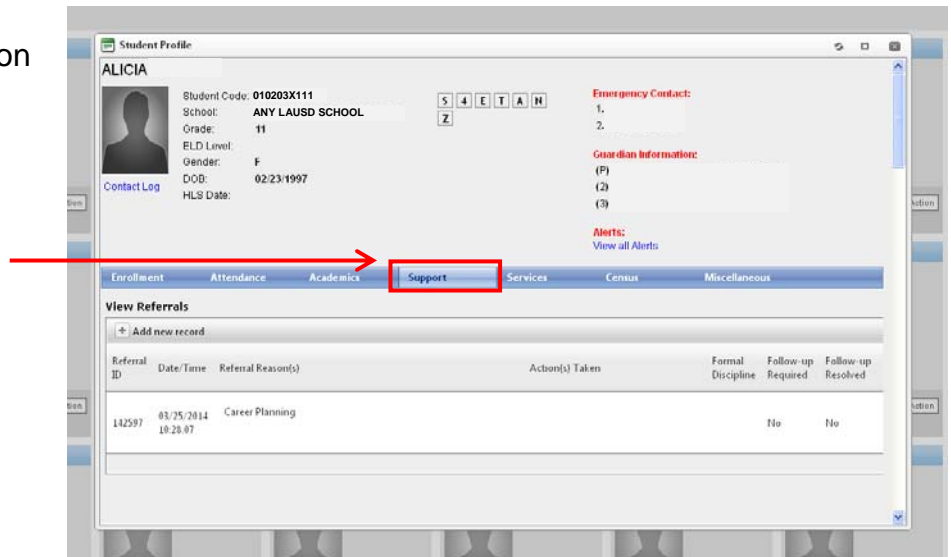 on
Student Profile
ALICIA
Student Code: 010203X111
School: ANY LAUSD SCHOOL
Grade: 11
ELD Level:
Gender: F
DOB: 02/23/1997
HLS Date:
Contact Log
S 4 E T A N
Z
Emergency Contact:
1.
2.
Guardian Information:
(P)
(2)
(3)
Alerts:
View all Alerts
Enrollment Attendance Academics Support Services Census Miscellaneous
View Referrals
+ Add new record
Referral ID Date/Time Referral Reason(s) Action(s) Taken Formal Discipline Follow-up Required Follow-up Resolved
142597 03/25/2014 10:28:07 Career Planning No No